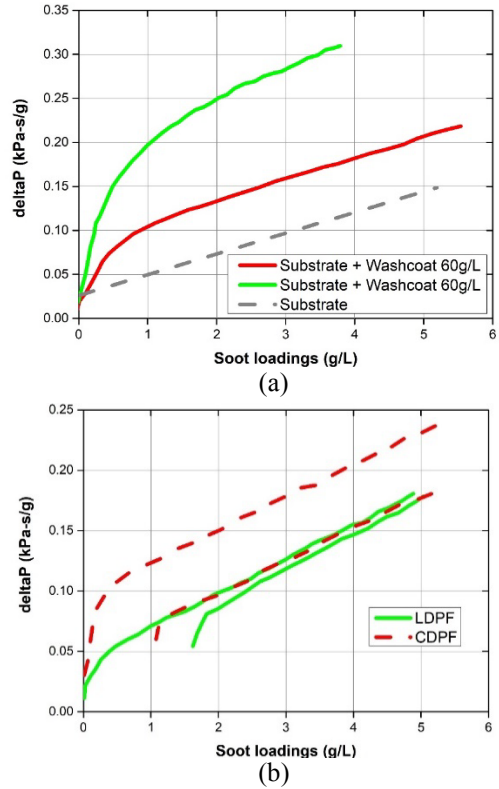 0.35
0.30
0.25
0.20
0.15
0.10
0.05
0.00
deltaP (kPa-s/g)
Substrate + Washcoat 60g/L
Substrate + Washcoat 60g/L
Substrate
0 1 2 3 4 5 6
Soot loadings (g/L)
(a)
0.25
0.20
0.15
0.10
0.05
0.00
deltaP (kPa-s/g)
LDPF
CDPF
0 1 2 3 4 5 6
Soot loadings (g/L)
(b)